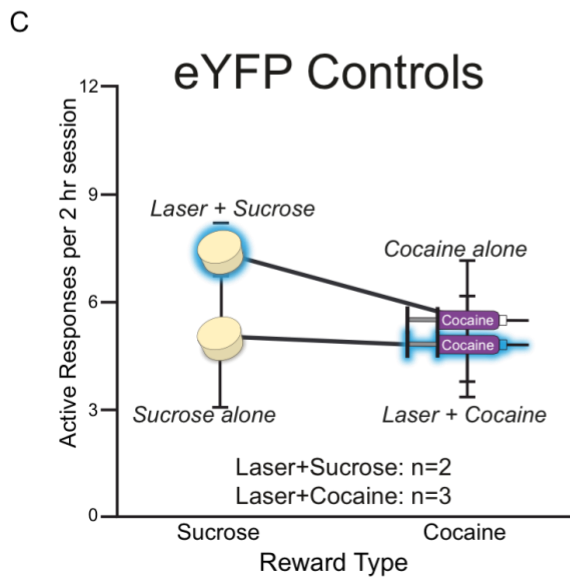 C
eYFP Controls
Active Responses per 2 hr session
12
9
6
3
0
Laser + Sucrose
Sucrose alone
Cocaine alone
Cocaine
Cocaine
Laser + Cocaine
Laser+Sucrose: n=2
Laser+Cocaine: n=3
Sucrose
Cocaine
Reward Type